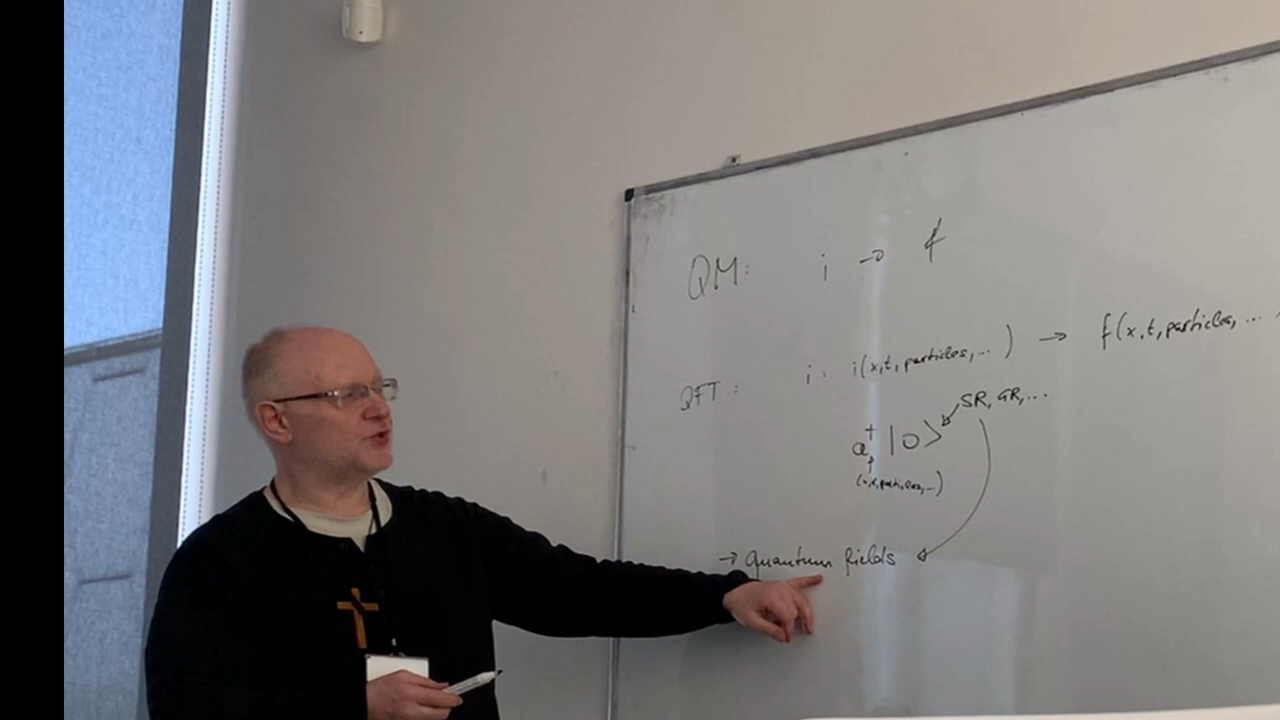 QM: i → f
QFT: i: i(x,t,particles,...) → f(x,t,particles,...
SR, GR,...
a† |0>
(x,t,particles,...)
→ quantum fields